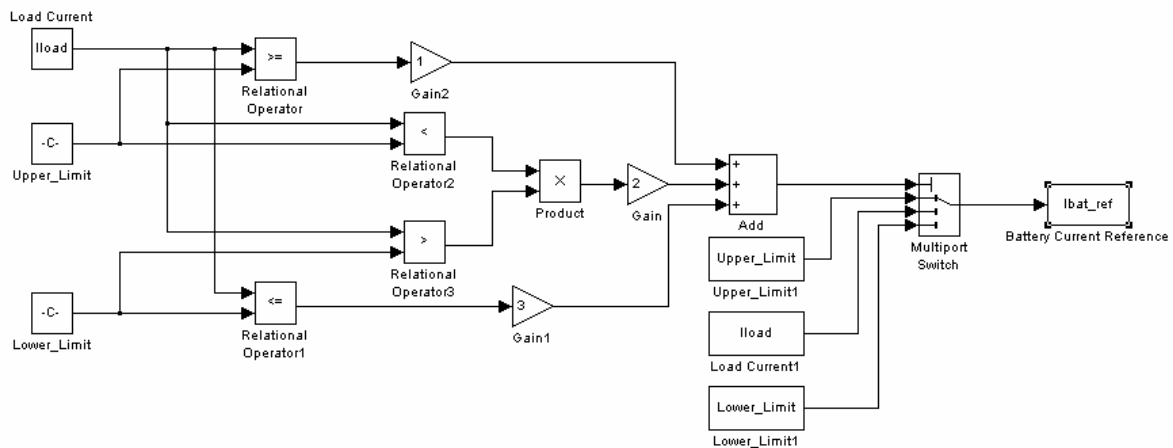 Load Current
Iload
>=
Relational
Operator
1
Gain2
-C-
Upper_Limit
<
Relational
Operator2
×
Product
2
Gain
+
+
+
Add
>
Relational
Operator3
-C-
Lower_Limit
<=
Relational
Operator1
3
Gain1
Upper_Limit
Upper_Limit1
Iload
Load Current1
Lower_Limit
Lower_Limit1
Multiport
Switch
Ibat_ref
Battery Current Reference